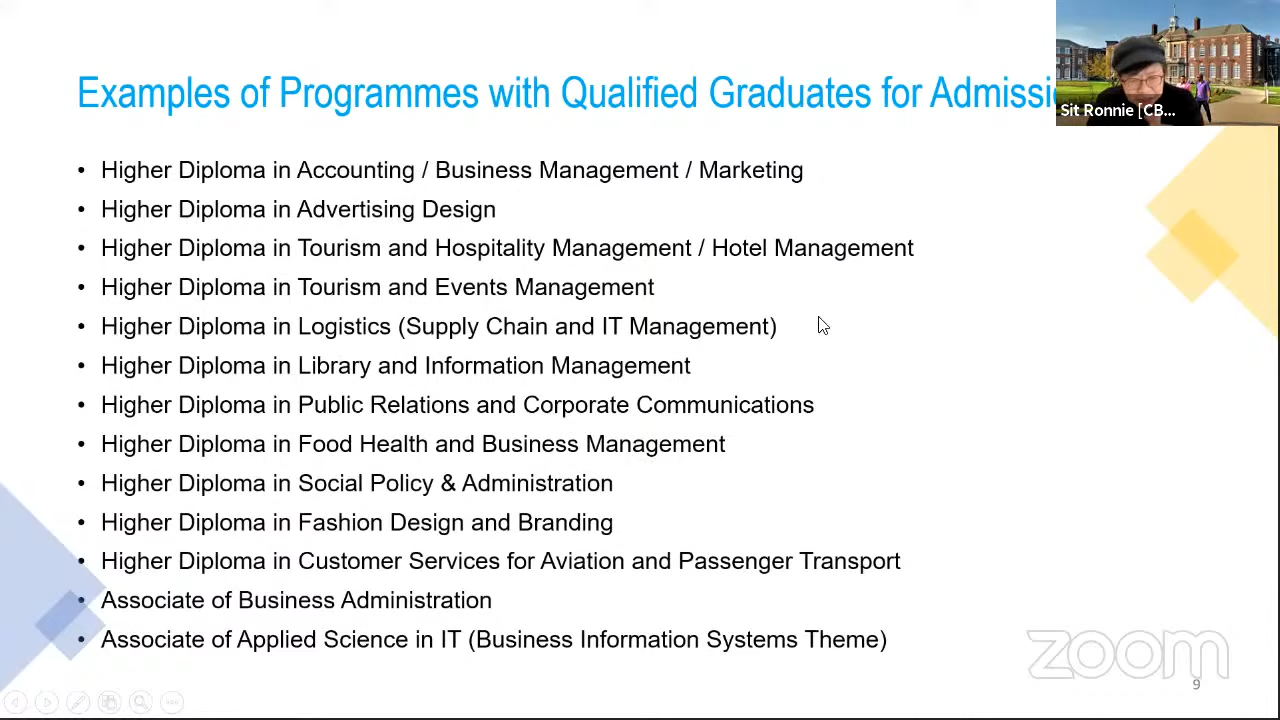 Examples of Programmes with Qualified Graduates for Admissi
Sit Ronnie [CB...
• Higher Diploma in Accounting / Business Management / Marketing
• Higher Diploma in Advertising Design
• Higher Diploma in Tourism and Hospitality Management / Hotel Management
• Higher Diploma in Tourism and Events Management
• Higher Diploma in Logistics (Supply Chain and IT Management)
• Higher Diploma in Library and Information Management
• Higher Diploma in Public Relations and Corporate Communications
• Higher Diploma in Food Health and Business Management
• Higher Diploma in Social Policy & Administration
• Higher Diploma in Fashion Design and Branding
• Higher Diploma in Customer Services for Aviation and Passenger Transport
• Associate of Business Administration
• Associate of Applied Science in IT (Business Information Systems Theme)
zoom
9